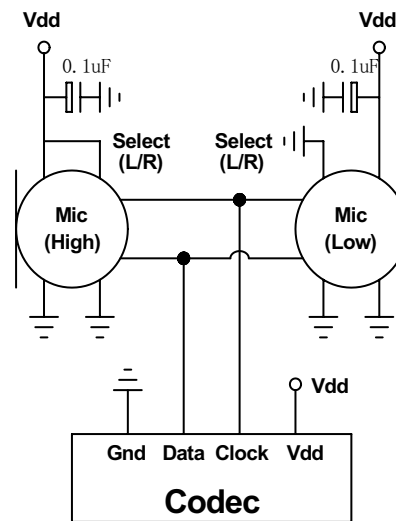 Vdd
Vdd
0.1uF
0.1uF
Select
(L/R)
Select
(L/R)
Mic
(High)
Mic
(Low)
Vdd
Gnd Data Clock Vdd
Codec